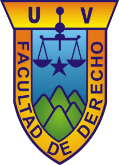 U V
FACULTAD DE DERECHO